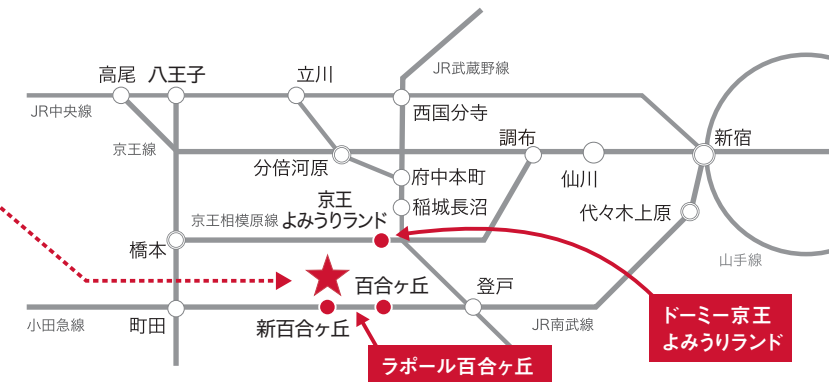 JR武蔵野線
高尾
八王子
立川
JR中央線
西国分寺
京王線
分倍河原
調布
新宿
仙川
府中本町
京王
よみうりランド
稲城長沼
京王相模原線
代々木上原
橋本
山手線
百合ヶ丘
登戸
小田急線
町田
新百合ヶ丘
JR南武線
ドーミー京王
よみうりランド
ラポール百合ヶ丘